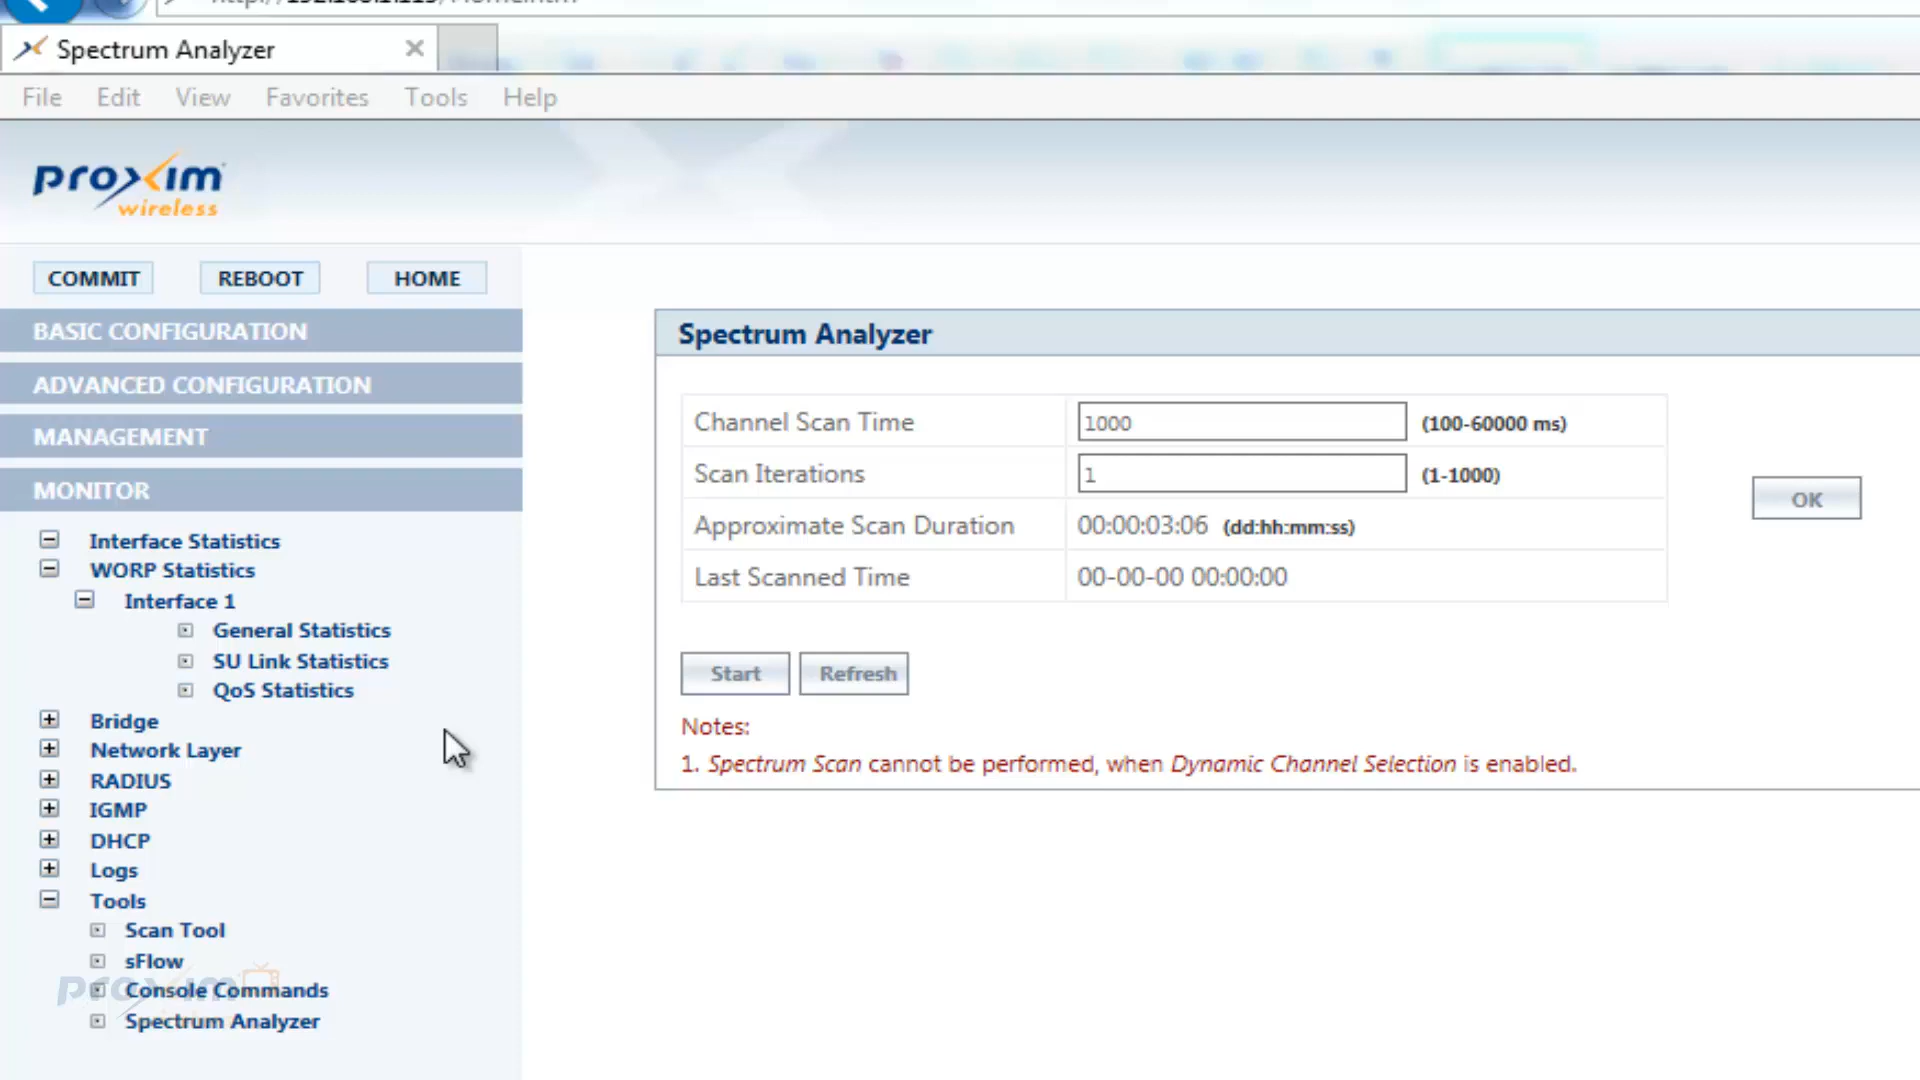 Spectrum Analyzer
File Edit View Favorites Tools Help
proxim
wireless
COMMIT REBOOT HOME
BASIC CONFIGURATION
ADVANCED CONFIGURATION
MANAGEMENT
MONITOR
Interface Statistics
WORP Statistics
Interface 1
General Statistics
SU Link Statistics
QoS Statistics
Bridge
Network Layer
RADIUS
IGMP
DHCP
Logs
Tools
Scan Tool
sFlow
proxim
Console Commands
Spectrum Analyzer
Spectrum Analyzer
Channel Scan Time 1000 (100-60000 ms)
Scan Iterations 1 (1-1000)
OK
Approximate Scan Duration 00:00:03:06 (dd:hh:mm:ss)
Last Scanned Time 00-00-00 00:00:00
Start Refresh
Notes:
1. Spectrum Scan cannot be performed, when Dynamic Channel Selection is enabled.